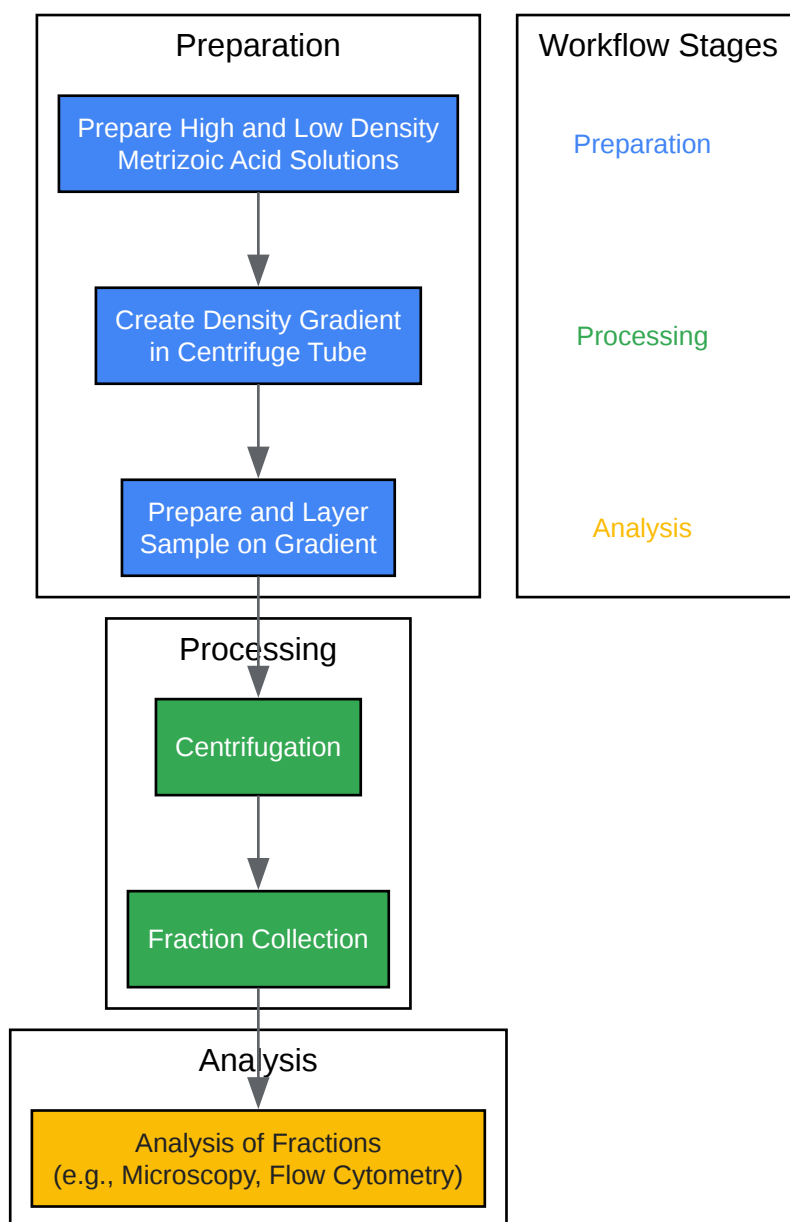 Preparation
Prepare High and Low Density
Metrizoic Acid Solutions
Create Density Gradient
in Centrifuge Tube
Prepare and Layer
Sample on Gradient
Processing
Centrifugation
Fraction Collection
Analysis
Analysis of Fractions
(e.g., Microscopy, Flow Cytometry)
Workflow Stages
Preparation
Processing
Analysis